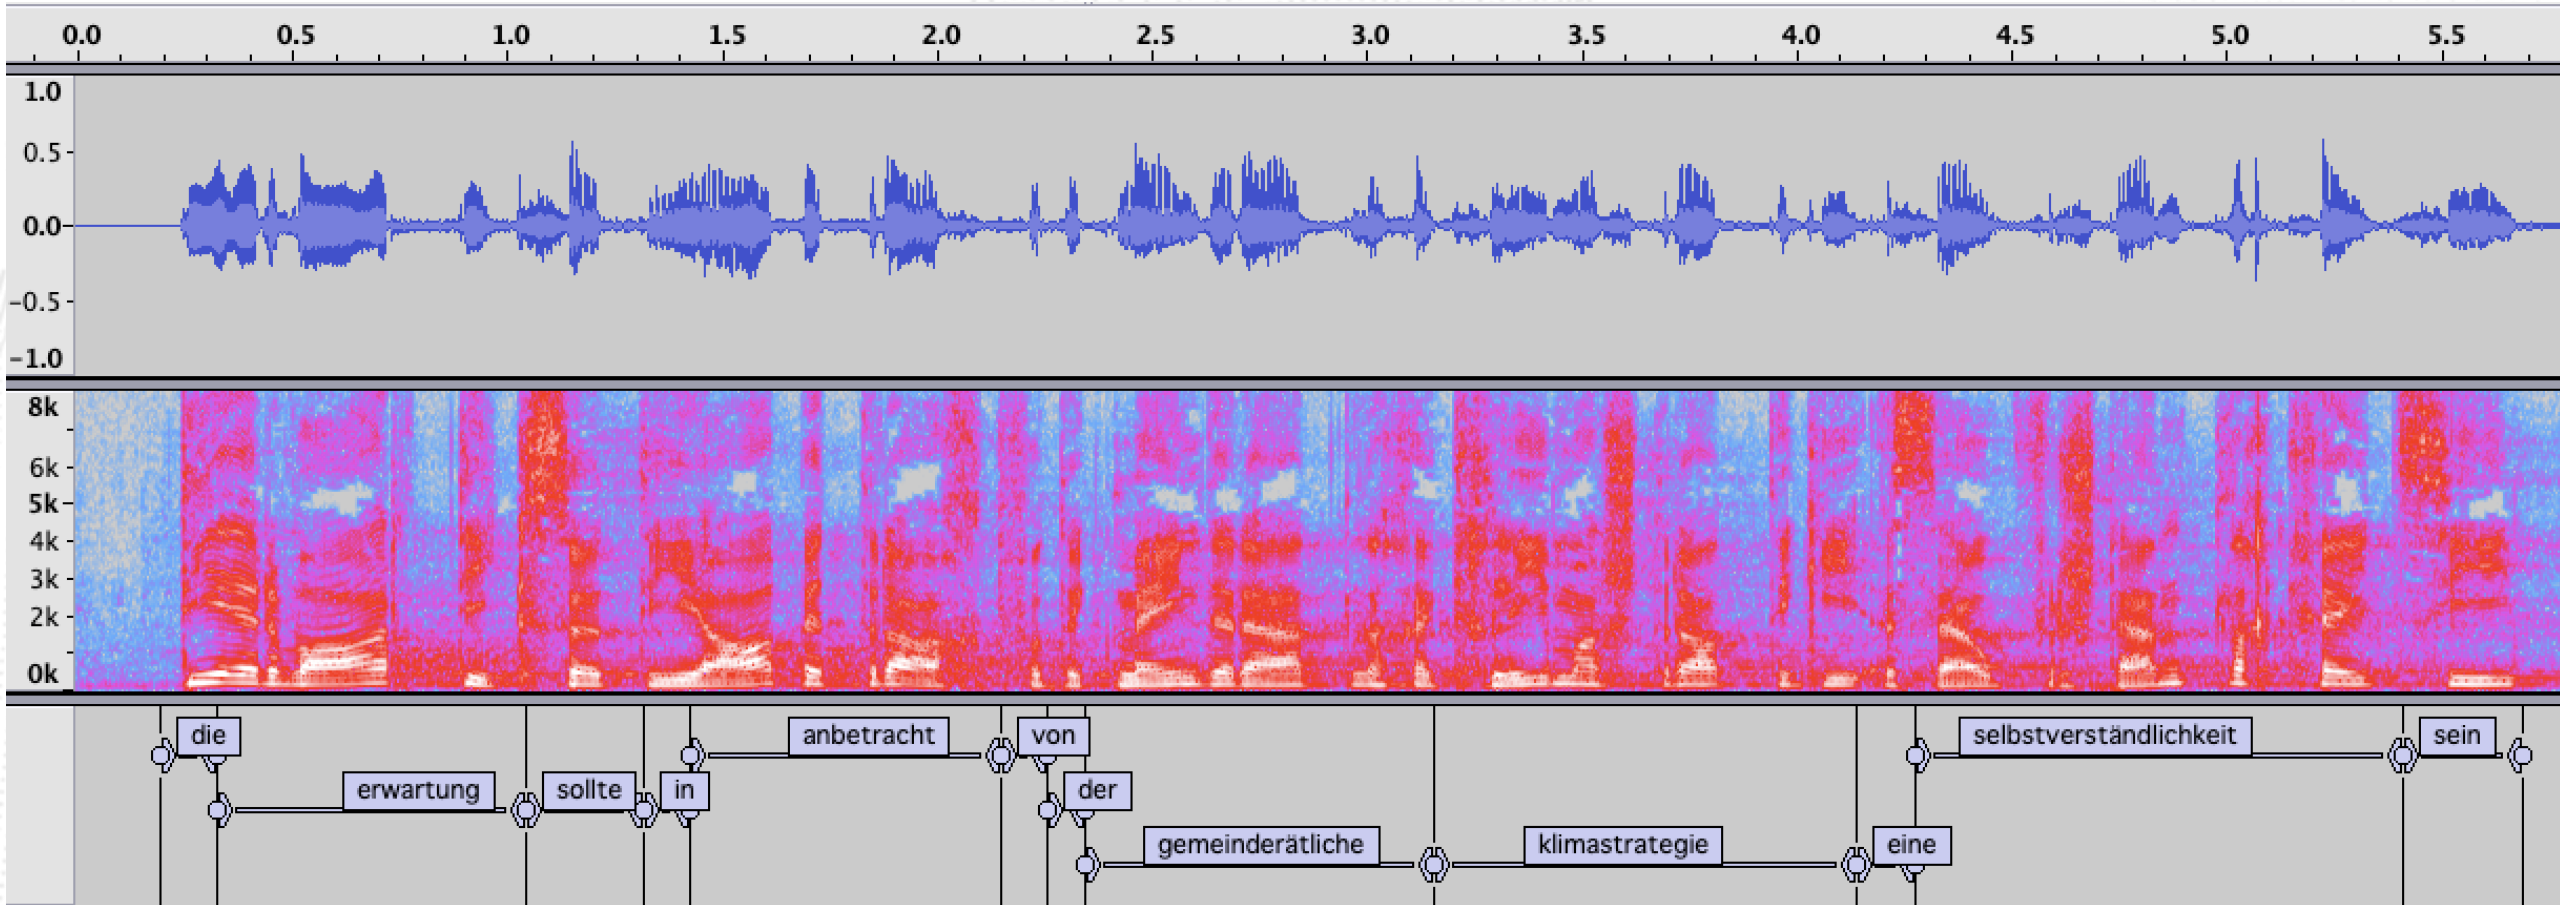 0.0 0.5 1.0 1.5 2.0 2.5 3.0 3.5 4.0 4.5 5.0 5.5
1.0
0.5
0.0
-0.5
-1.0
8k
6k
5k
4k
3k
2k
0k
die anbetracht von selbstverständlichkeit sein
erwartung sollte in der
gemeinderätliche klimastrategie eine